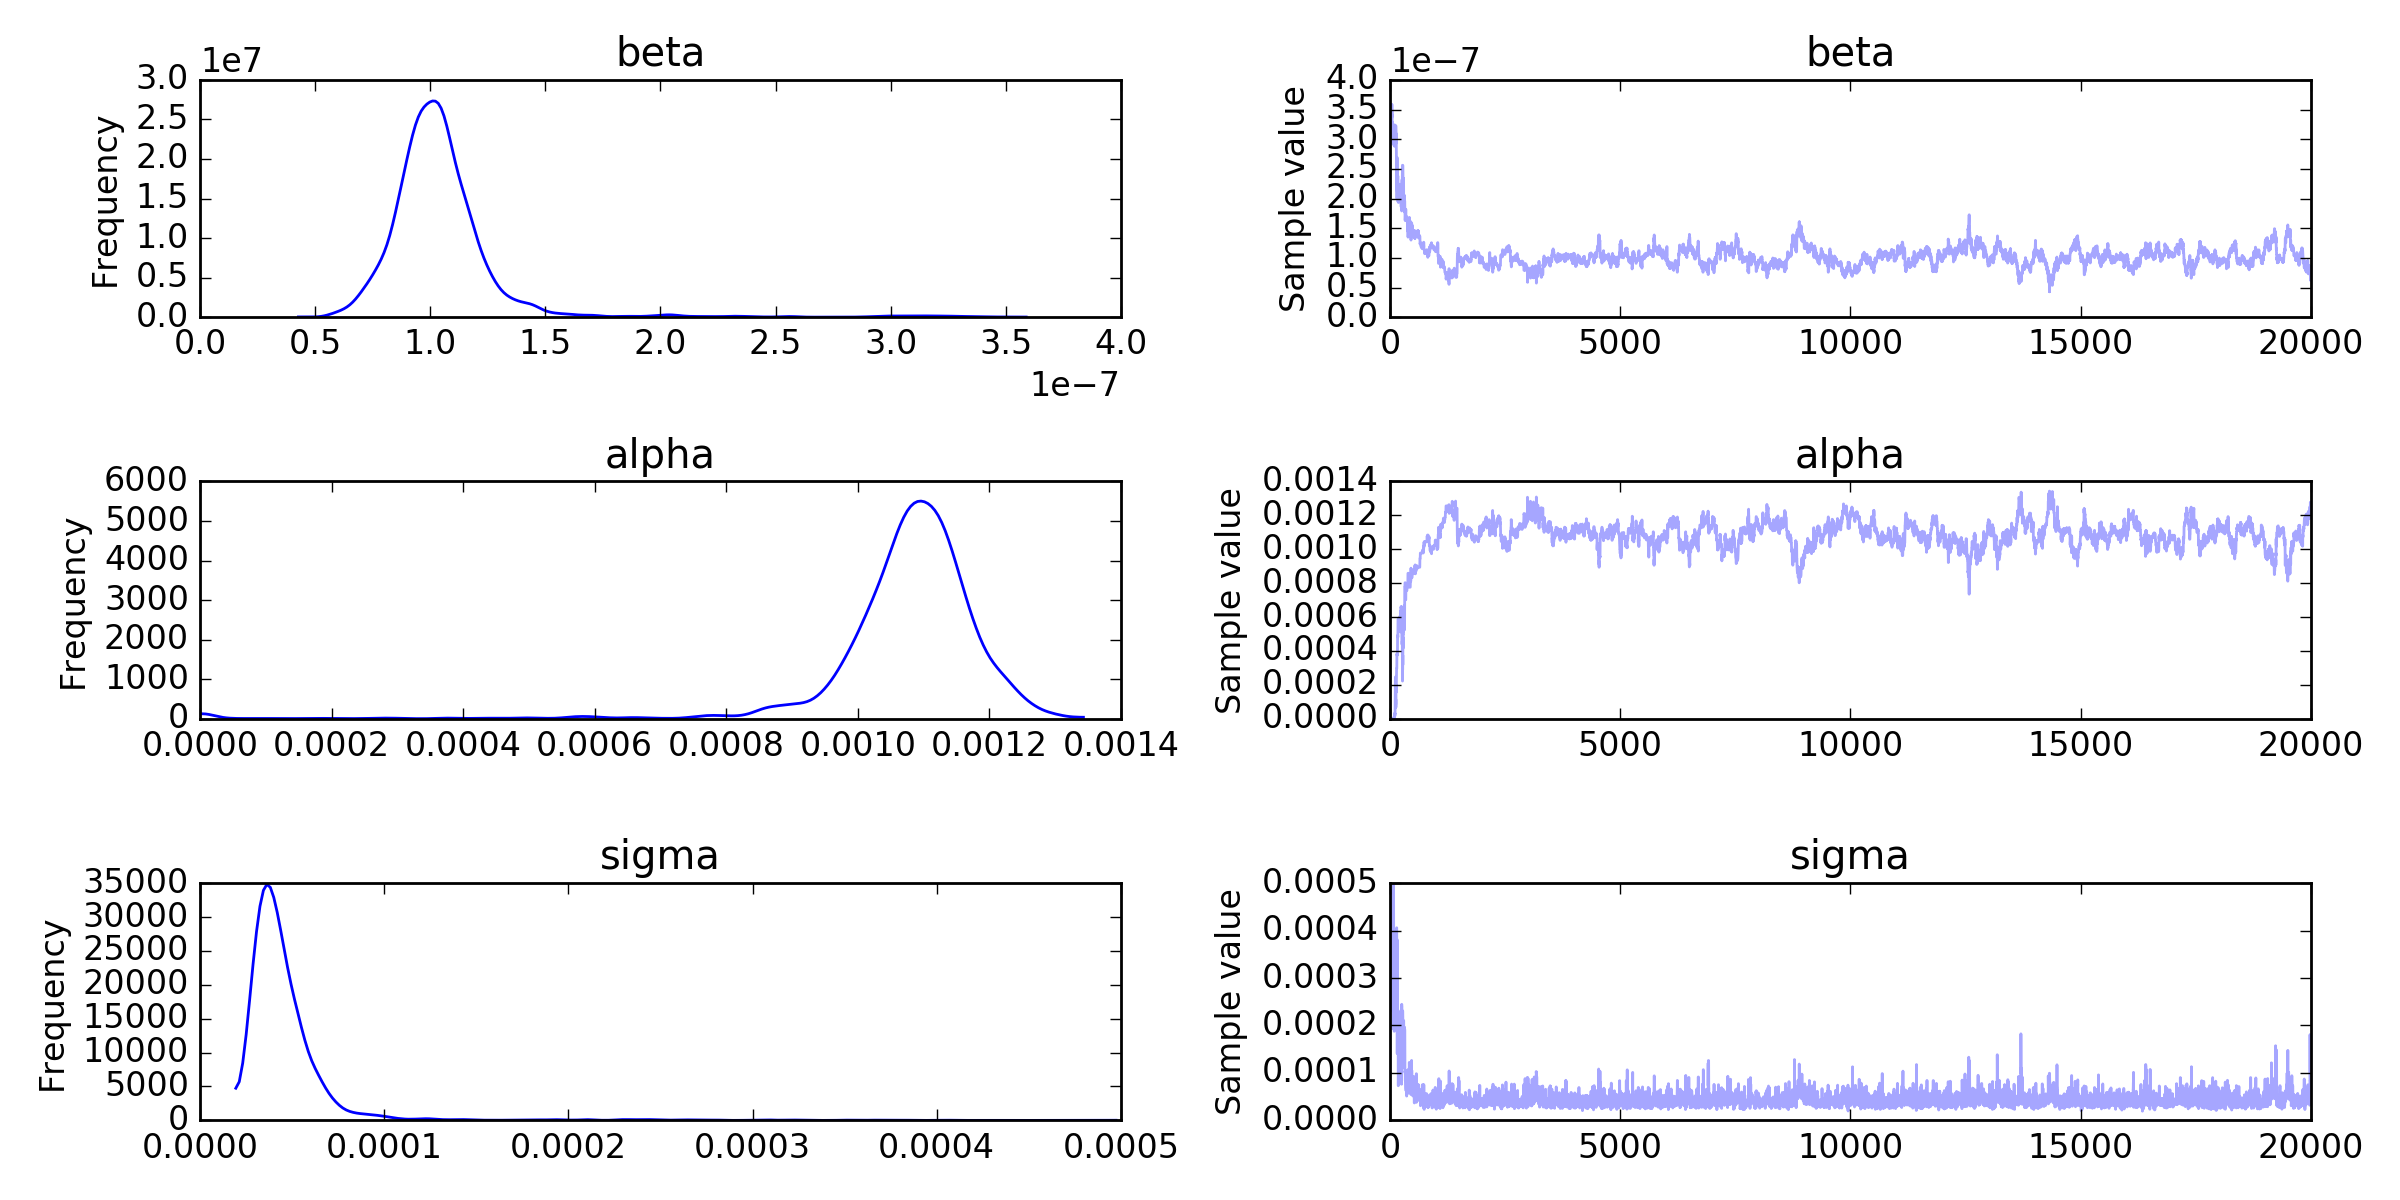 beta
1e7
3.0
2.5
2.0
1.5
1.0
0.5
0.0
Frequency
0.0 0.5 1.0 1.5 2.0 2.5 3.0 3.5 4.0
1e−7
beta
1e−7
4.0
3.5
3.0
2.5
2.0
1.5
1.0
0.5
0.0
Sample value
0 5000 10000 15000 20000
alpha
6000
5000
4000
3000
2000
1000
0
Frequency
0.0000 0.0002 0.0004 0.0006 0.0008 0.0010 0.0012 0.0014
alpha
0.0014
0.0012
0.0010
0.0008
0.0006
0.0004
0.0002
0.0000
Sample value
0 5000 10000 15000 20000
sigma
35000
30000
25000
20000
15000
10000
5000
0
Frequency
0.0000 0.0001 0.0002 0.0003 0.0004 0.0005
sigma
0.0005
0.0004
0.0003
0.0002
0.0001
0.0000
Sample value
0 5000 10000 15000 20000